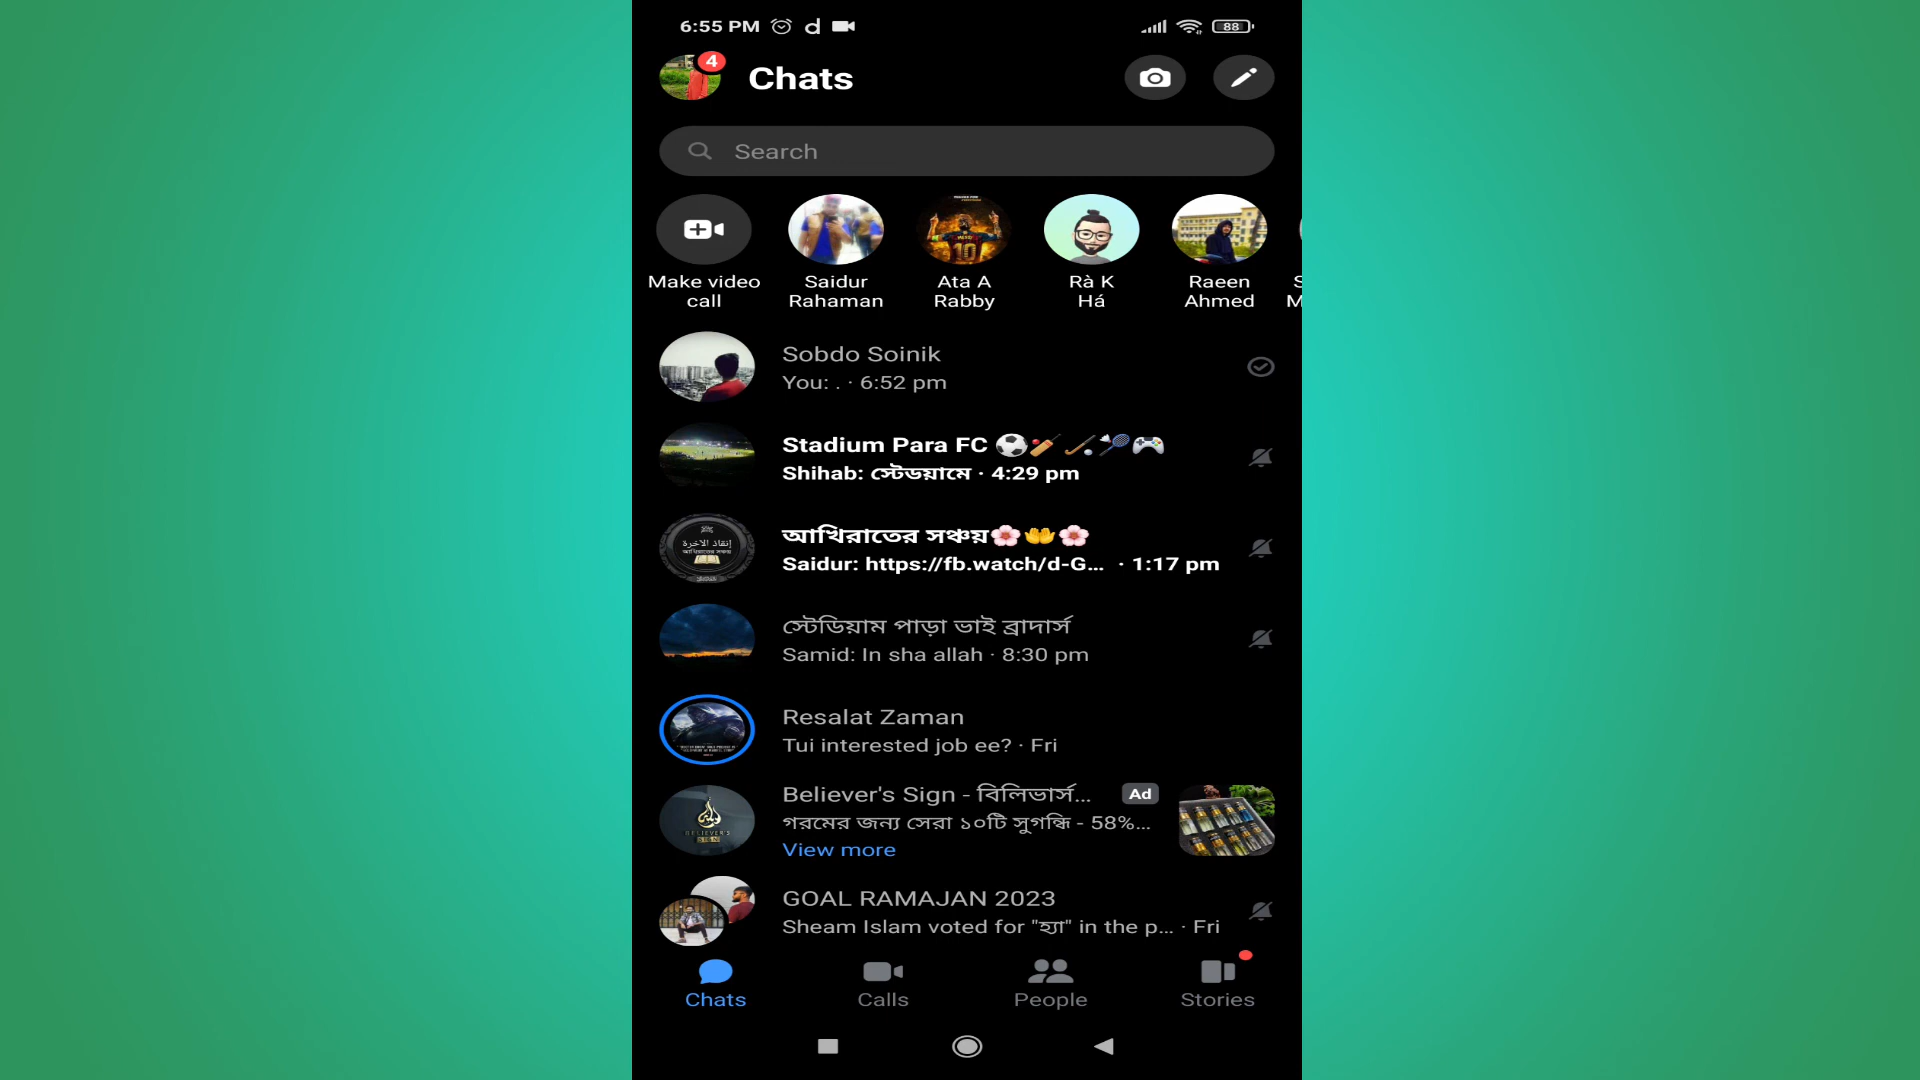 6:55 PM
88
4
Chats
Search
Make video
call
Saidur
Rahaman
Ata A
Rabby
Rà K
Há
Raeen
Ahmed
S
M
Sobdo Soinik
You: . · 6:52 pm
Stadium Para FC ⚽🏏🏑🏸🎮
Shihab: স্টেডয়ামে · 4:29 pm
আখিরাতের সঞ্চয়🌸🤲🌸
Saidur: https://fb.watch/d-G... · 1:17 pm
স্টেডিয়াম পাড়া ভাই ব্রাদার্স
Samid: In sha allah · 8:30 pm
Resalat Zaman
Tui interested job ee? · Fri
Believer's Sign - বিলিভার্স...
Ad
গরমের জন্য সেরা ১০টি সুগন্ধি - 58%...
View more
GOAL RAMAJAN 2023
Sheam Islam voted for "হ্যা" in the p... · Fri
Chats
Calls
People
Stories